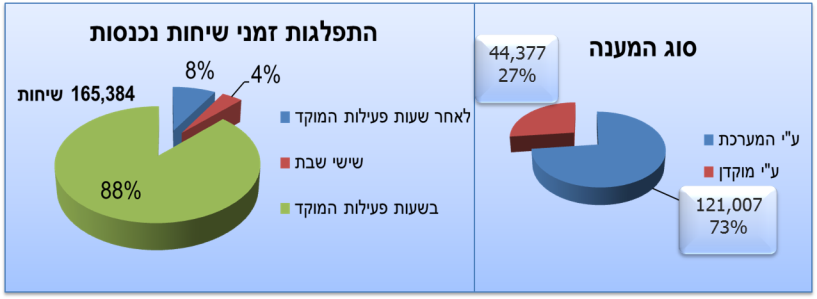 סוג המענה
44,377
27%
ע"י המערכת
ע"י מוקדן
121,007
73%
התפלגות זמני שיחות נכנסות
165,384 שיחות
8%
4%
88%
לאחר שעות פעילות המוקד
שישי שבת
בשעות פעילות המוקד